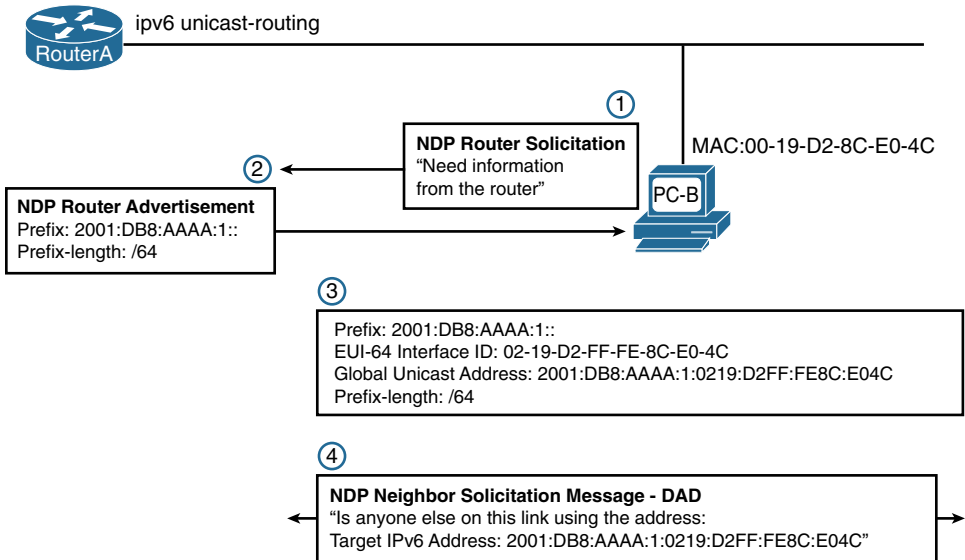 ipv6 unicast-routing
RouterA
1
NDP Router Solicitation
“Need information
from the router”
MAC:00-19-D2-8C-E0-4C
PC-B
2
NDP Router Advertisement
Prefix: 2001:DB8:AAAA:1::
Prefix-length: /64
3
Prefix: 2001:DB8:AAAA:1::
EUI-64 Interface ID: 02-19-D2-FF-FE-8C-E0-4C
Global Unicast Address: 2001:DB8:AAAA:1:0219:D2FF:FE8C:E04C
Prefix-length: /64
4
NDP Neighbor Solicitation Message - DAD
“Is anyone else on this link using the address:
Target IPv6 Address: 2001:DB8:AAAA:1:0219:D2FF:FE8C:E04C”